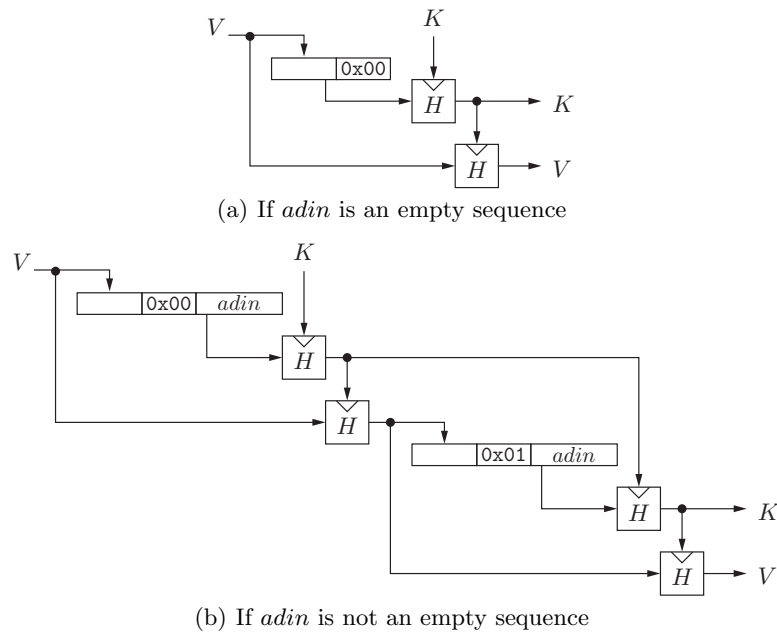 V K
0x00
H K
H V
(a) If adin is an empty sequence
V K
0x00 adin
H
H
0x01 adin
H K
H V
(b) If adin is not an empty sequence